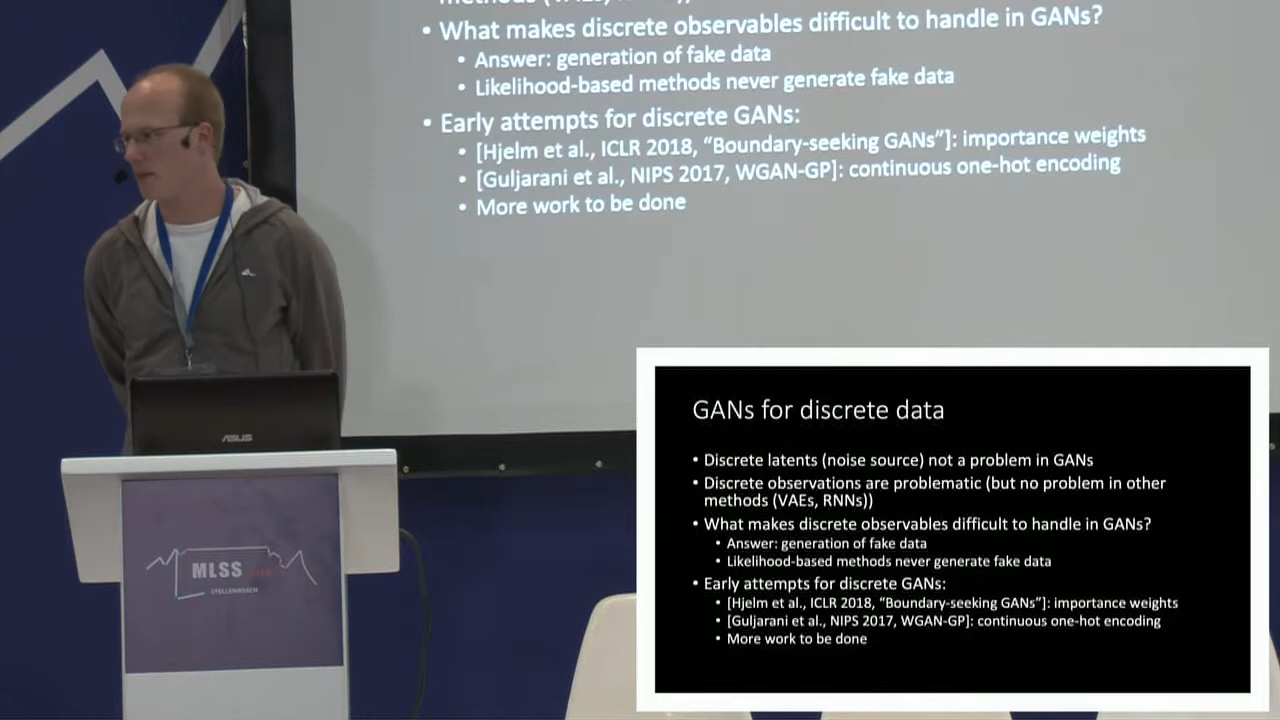 • What makes discrete observables difficult to handle in GANs?
• Answer: generation of fake data
• Likelihood-based methods never generate fake data
• Early attempts for discrete GANs:
• [Hjelm et al., ICLR 2018, “Boundary-seeking GANs”]: importance weights
• [Guljarani et al., NIPS 2017, WGAN-GP]: continuous one-hot encoding
• More work to be done
ASUS
MLSS
STELLENBOSCH
GANs for discrete data
• Discrete latents (noise source) not a problem in GANs
• Discrete observations are problematic (but no problem in other
methods (VAEs, RNNs))
• What makes discrete observables difficult to handle in GANs?
• Answer: generation of fake data
• Likelihood-based methods never generate fake data
• Early attempts for discrete GANs:
• [Hjelm et al., ICLR 2018, “Boundary-seeking GANs”]: importance weights
• [Guljarani et al., NIPS 2017, WGAN-GP]: continuous one-hot encoding
• More work to be done